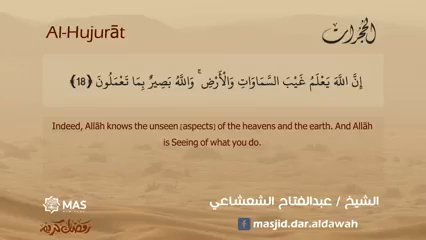 Al-Hujurāt
الحجرات
إِنَّ اللَّهَ يَعْلَمُ غَيْبَ السَّمَاوَاتِ وَالْأَرْضِ ۚ وَاللَّهُ بَصِيرٌ بِمَا تَعْمَلُونَ ﴿18﴾
Indeed, Allāh knows the unseen [aspects] of the heavens and the earth. And Allāh
is Seeing of what you do.
الشيخ / عبدالفتاح الشعشاعي
MAS
masjid.dar.aldawah
رمضان كريم